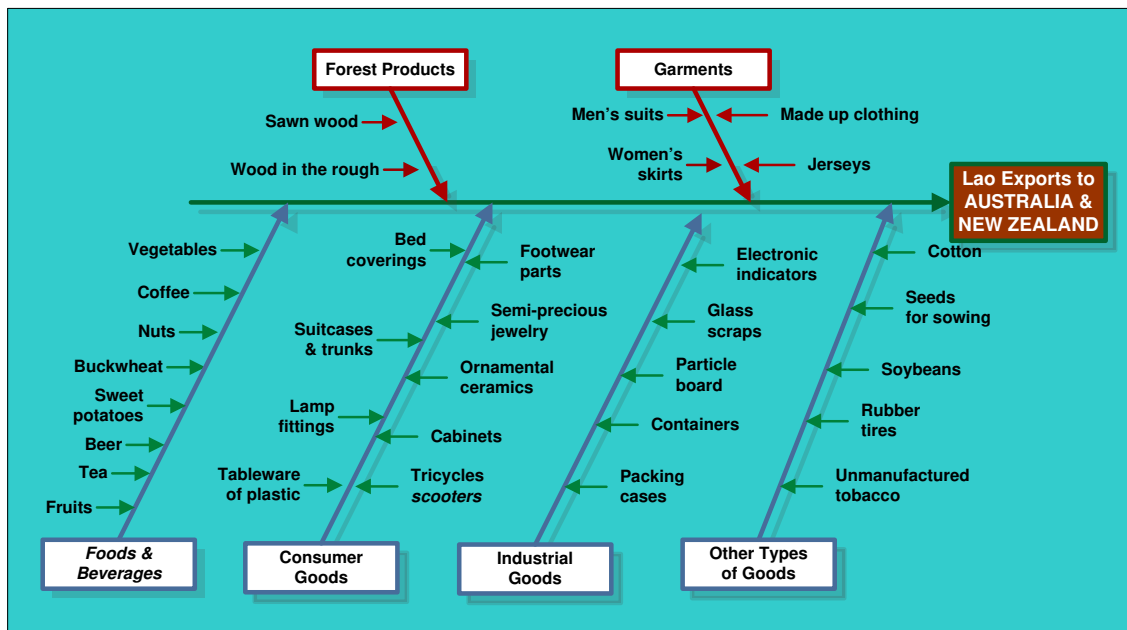 Forest Products
Garments
Sawn wood
Wood in the rough
Men's suits
Made up clothing
Women's
skirts
Jerseys
Lao Exports to
AUSTRALIA &
NEW ZEALAND
Vegetables
Coffee
Nuts
Buckwheat
Sweet
potatoes
Beer
Tea
Fruits
Foods &
Beverages
Bed
coverings
Footwear
parts
Semi-precious
jewelry
Suitcases
& trunks
Ornamental
ceramics
Lamp
fittings
Cabinets
Tableware
of plastic
Tricycles
scooters
Consumer
Goods
Electronic
indicators
Glass
scraps
Particle
board
Containers
Packing
cases
Industrial
Goods
Cotton
Seeds
for sowing
Soybeans
Rubber
tires
Unmanufactured
tobacco
Other Types
of Goods